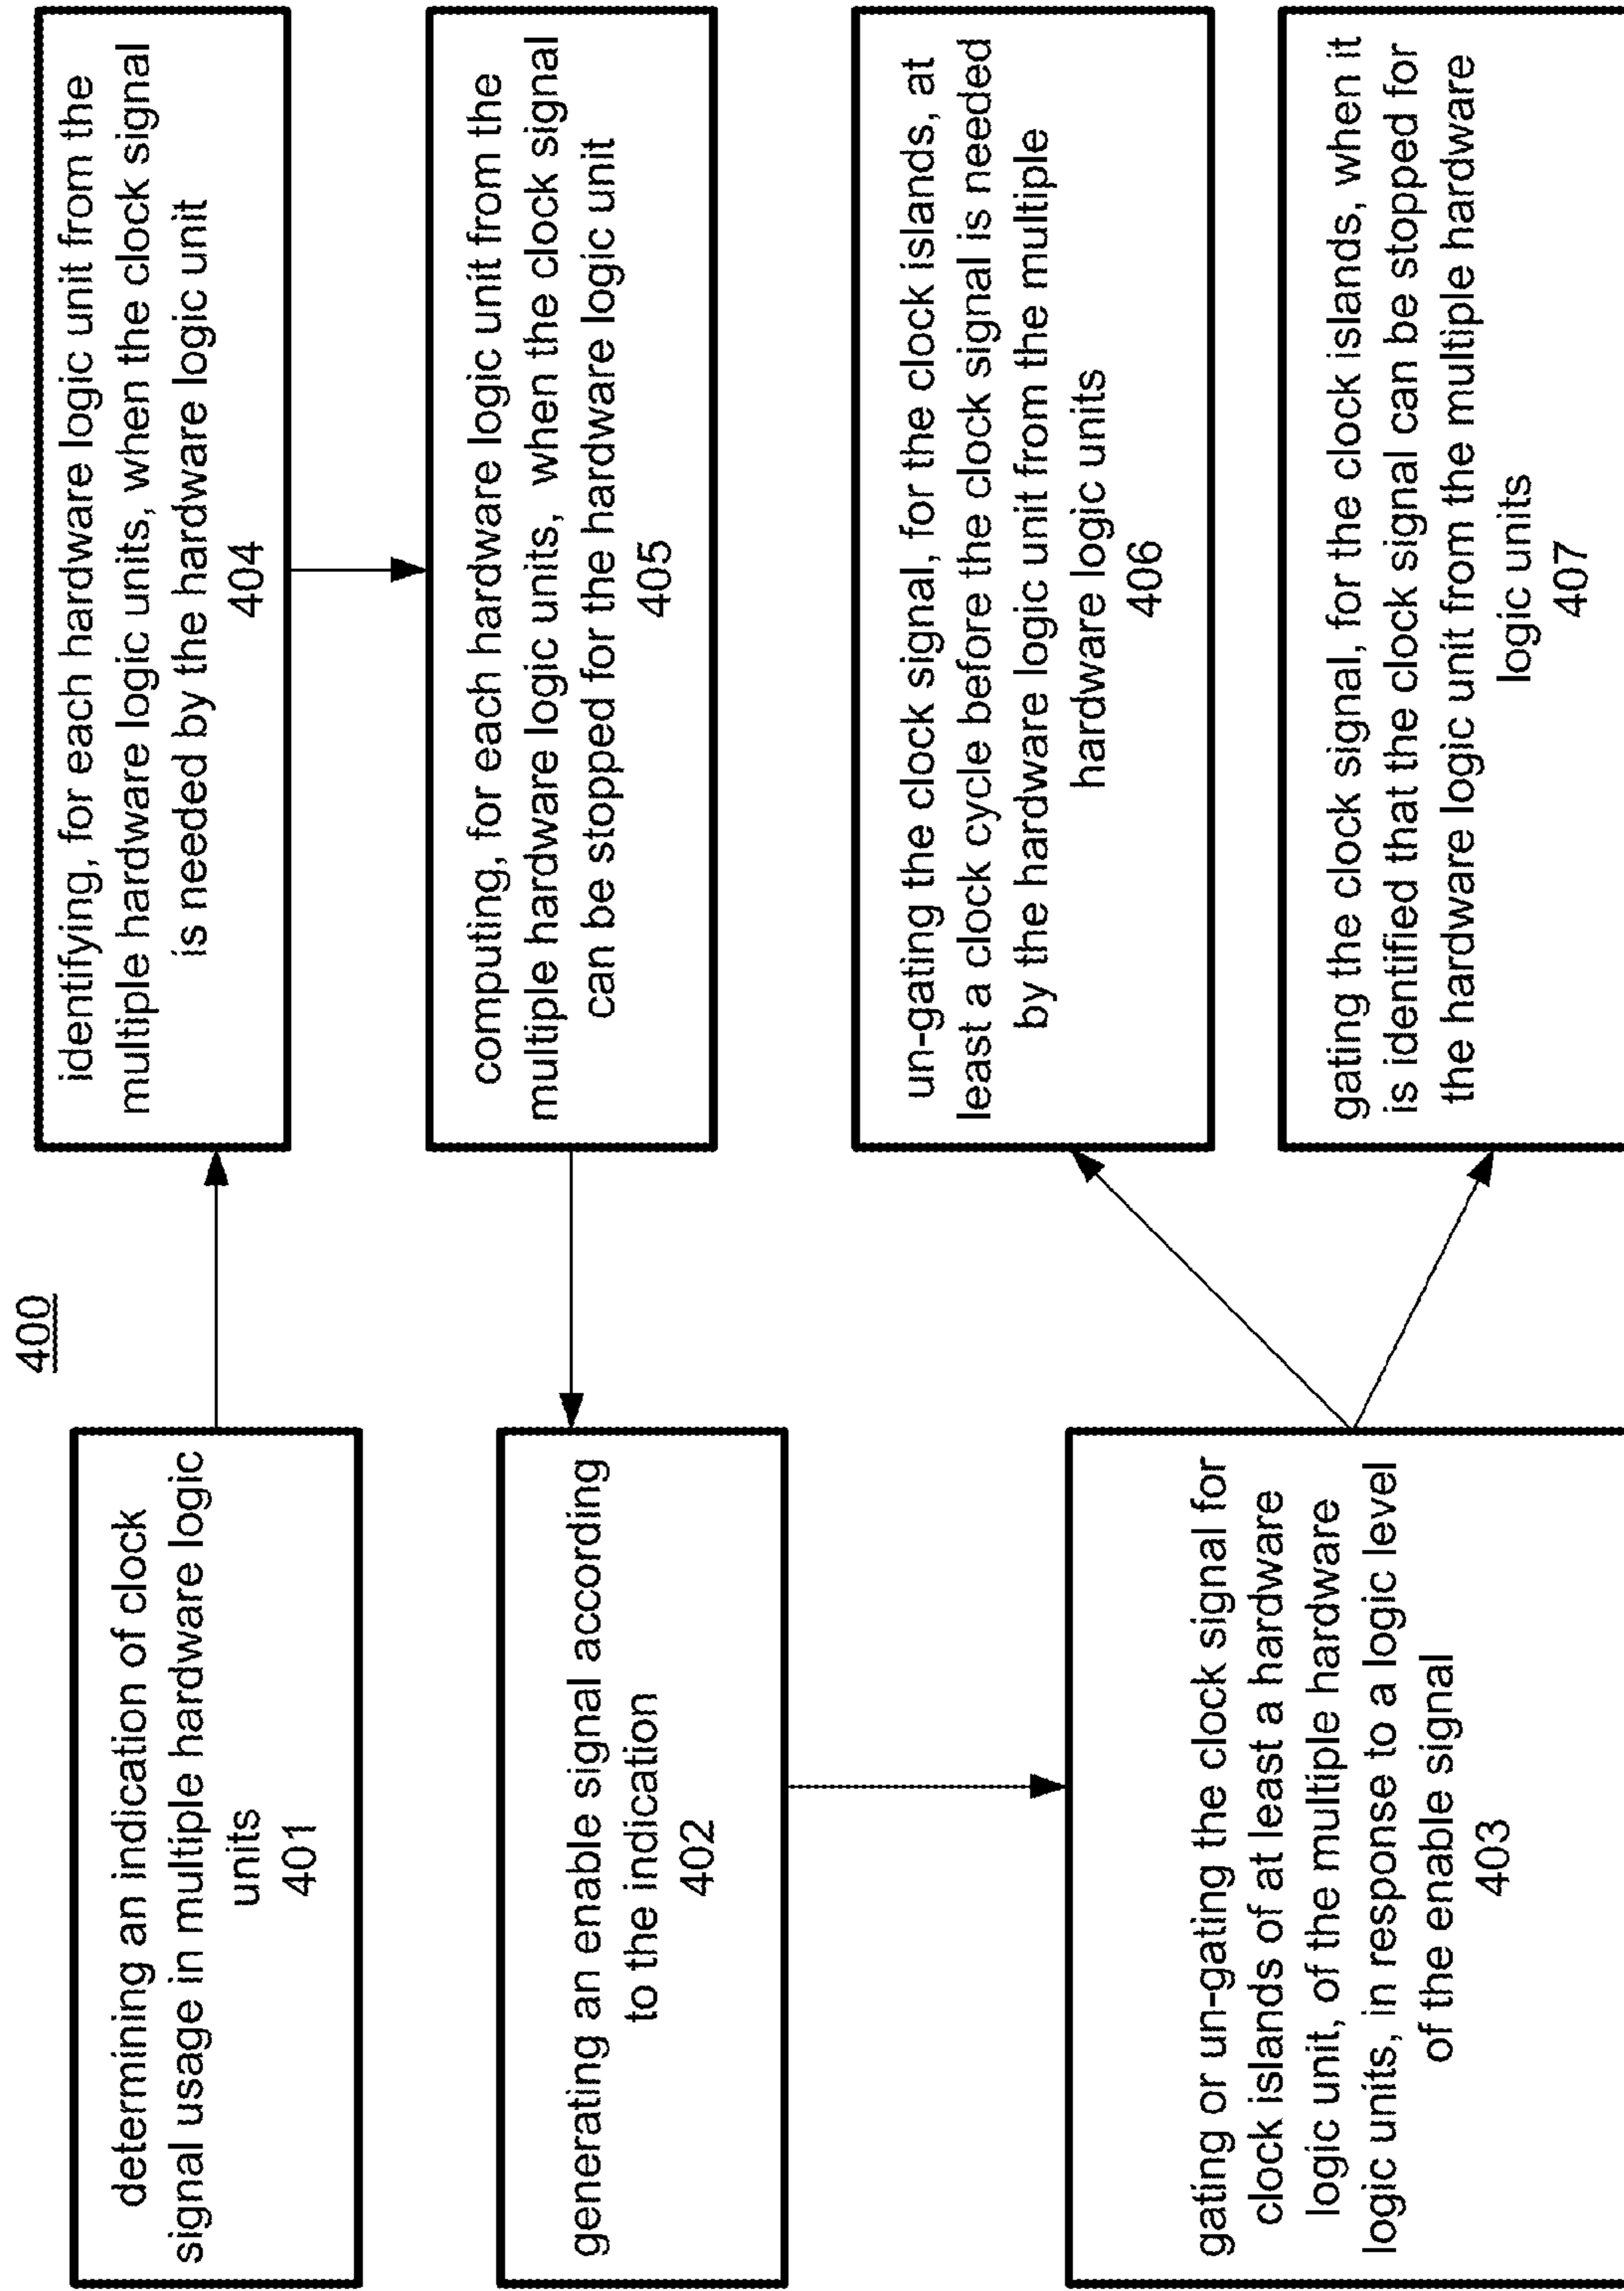 400
determining an indication of clock
signal usage in multiple hardware logic
units
401
identifying, for each hardware logic unit from the
multiple hardware logic units, when the clock signal
is needed by the hardware logic unit
404
computing, for each hardware logic unit from the
multiple hardware logic units, when the clock signal
can be stopped for the hardware logic unit
405
generating an enable signal according
to the indication
402
gating or un-gating the clock signal for
clock islands of at least a hardware
logic unit, of the multiple hardware
logic units, in response to a logic level
of the enable signal
403
un-gating the clock signal, for the clock islands, at
least a clock cycle before the clock signal is needed
by the hardware logic unit from the multiple
hardware logic units
406
gating the clock signal, for the clock islands, when it
is identified that the clock signal can be stopped for
the hardware logic unit from the multiple hardware
logic units
407